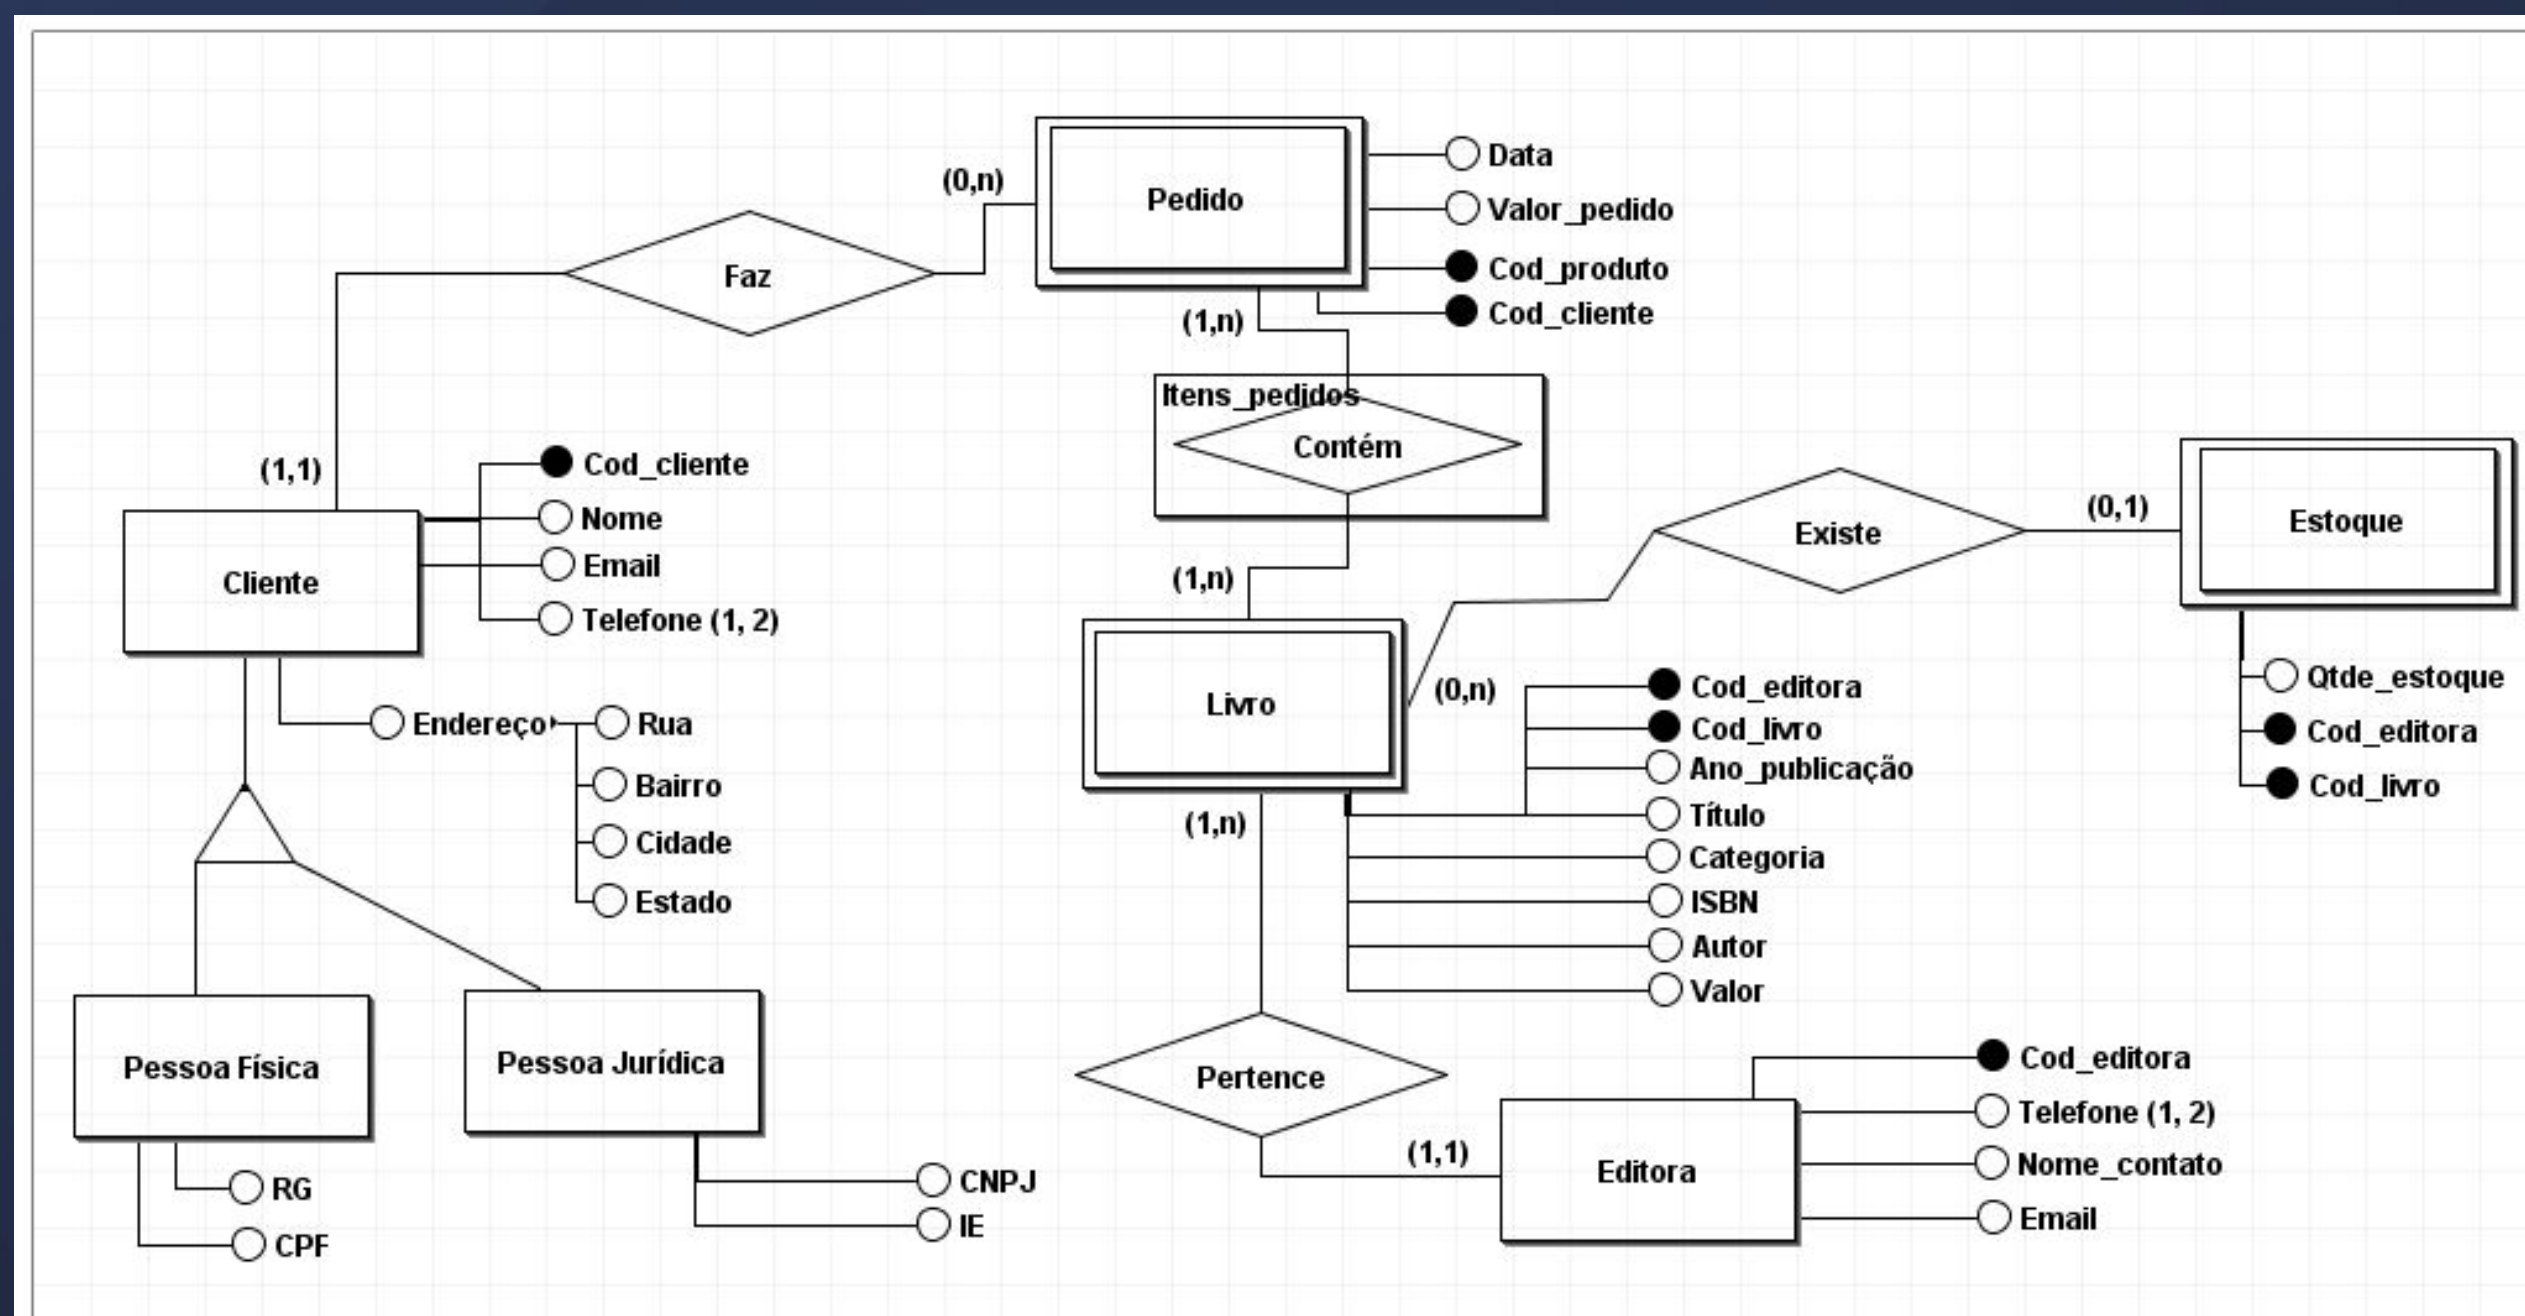 Pedido
Data
Valor_pedido
Cod_produto
Cod_cliente
(0,n)
Faz
(1,n)
Itens_pedidos
Contém
(1,1)
Cod_cliente
Nome
Email
Telefone (1, 2)
Cliente
Existe
(0,1)
Estoque
(1,n)
Livro
(0,n)
Cod_editora
Cod_livro
Ano_publicação
Título
Categoria
ISBN
Autor
Valor
Qtde_estoque
Cod_editora
Cod_livro
Endereço
Rua
Bairro
Cidade
Estado
(1,n)
Pessoa Física
Pessoa Jurídica
Pertence
RG
CPF
CNPJ
IE
(1,1)
Editora
Cod_editora
Telefone (1, 2)
Nome_contato
Email